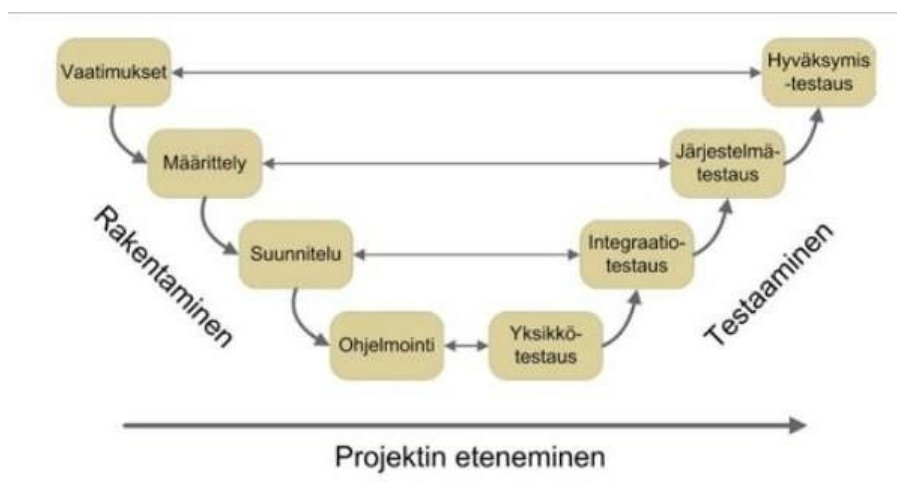 Vaatimukset
Hyväksymis
-testaus
Määrittely
Järjestelmä-
testaus
Suunnitelu
Integraatio-
testaus
Ohjelmointi
Yksikkö-
testaus
Rakentaminen
Testaaminen
Projektin eteneminen